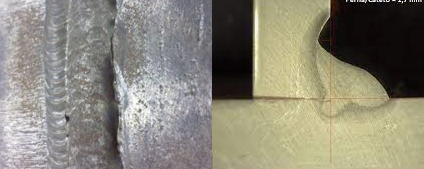 Perna/Cateto = 2,7 mm